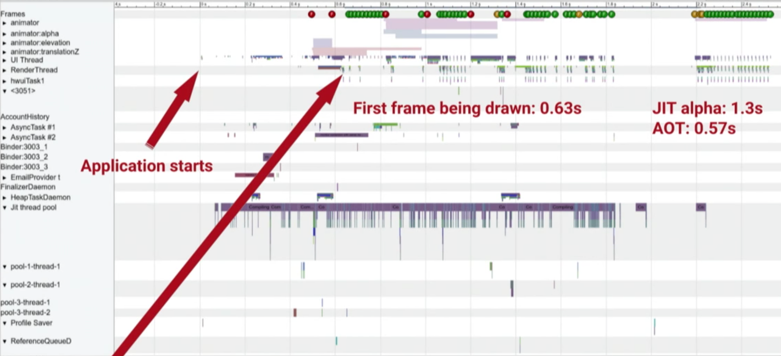 Frames
animator
animator:alpha
animator:elevation
animator:translationZ
UI Thread
RenderThread
hwuiTask1
<3051>
First frame being drawn: 0.63s
JIT alpha: 1.3s
AOT: 0.57s
AccountHistory
AsyncTask #1
AsyncTask #2
Binder:3003_1
Binder:3003_2
Binder:3003_3
Application starts
EmailProvider t
FinalizerDaemon
HeapTaskDaemon
Jit thread pool
pool-1-thread-1
pool-2-thread-1
pool-3-thread-1
pool-3-thread-2
Profile Saver
ReferenceQueueD